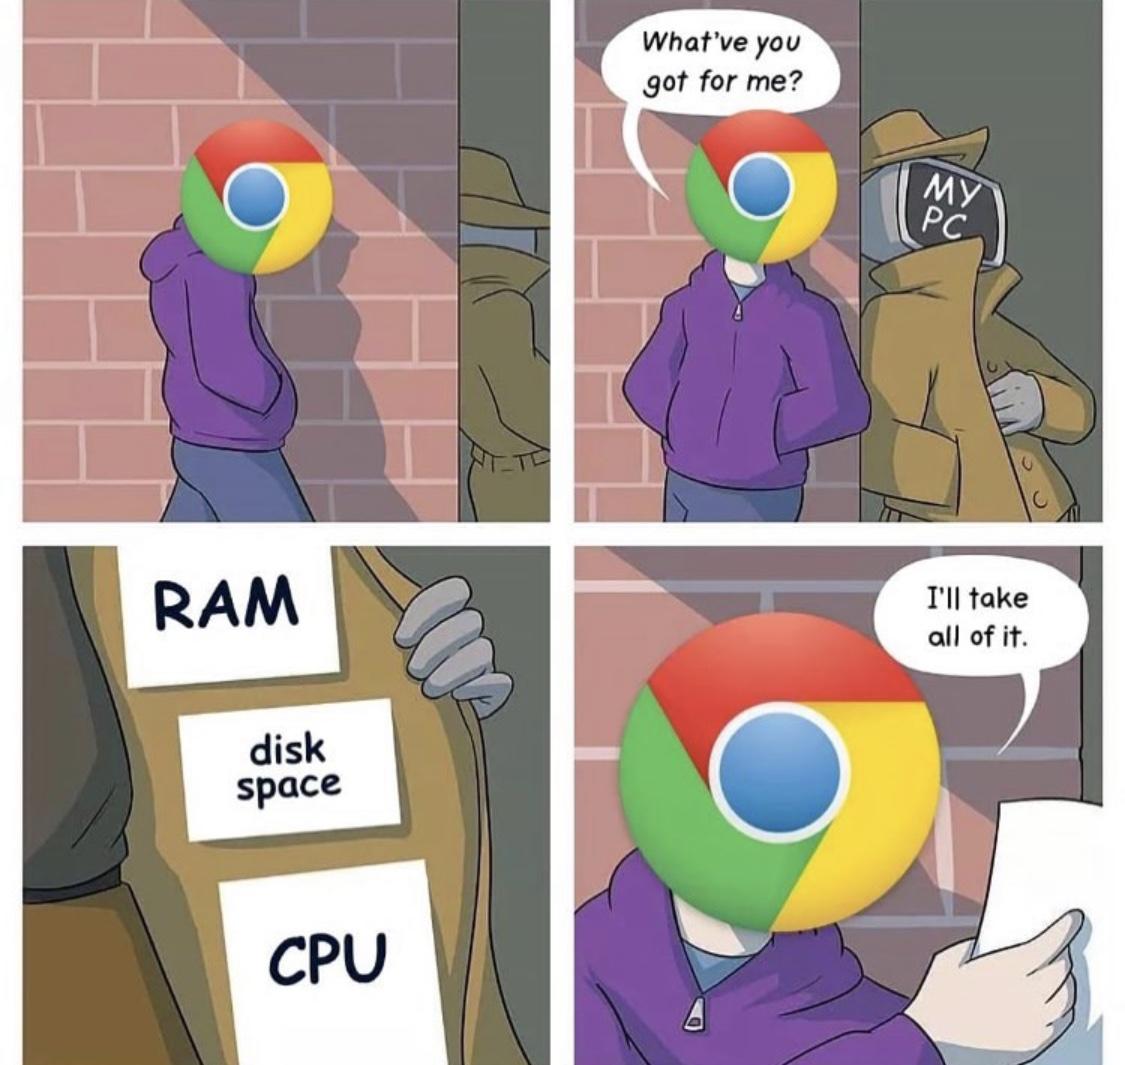 What've you
got for me?
MY
PC
RAM
disk
space
CPU
I'll take
all of it.